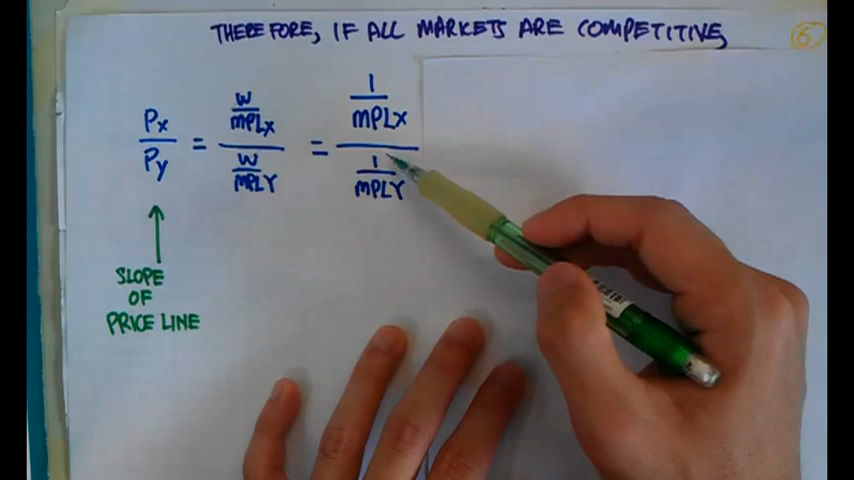 THEREFORE, IF ALL MARKETS ARE COMPETITIVE,
6
Px/Py = (w/MPLx)/(w/MPLY) = (1/MPLX)/(1/MPLY)
↑
SLOPE
OF
PRICE LINE